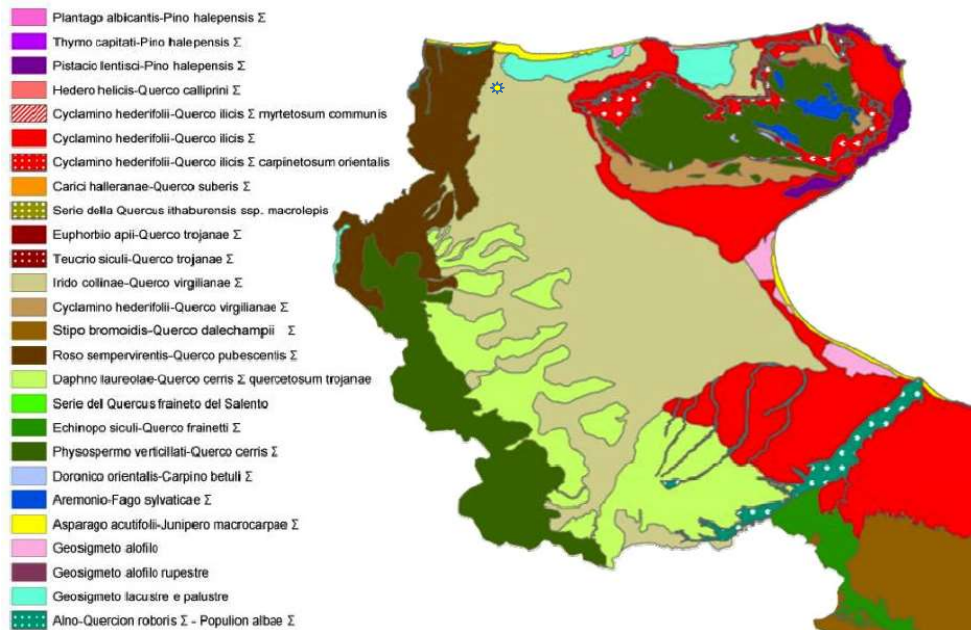 Plantago albicantis-Pino halepensis Σ
Thymo capitati-Pino halepensis Σ
Pistacio lentisci-Pino halepensis Σ
Hedero helicis-Querco calliprini Σ
Cyclamino hederifolii-Querco ilicis Σ myrtetosum communis
Cyclamino hederifolii-Querco ilicis Σ
Cyclamino hederifolii-Querco ilicis Σ carpinetosum orientalis
Carici halleranae-Querco suberis Σ
Serie della Quercus ithaburensis ssp. macrolepis
Euphorbio apii-Querco trojanae Σ
Teucrio siculi-Querco trojanae Σ
Irido collinae-Querco virgilianae Σ
Cyclamino hederifolii-Querco virgilianae Σ
Stipo bromoidis-Querco dalechampii Σ
Roso sempervirentis-Querco pubescentis Σ
Daphno laureolae-Querco cerris Σ quercetosum trojanae
Serie del Quercus fraineto del Salento
Echinopo siculi-Querco frainetti Σ
Physospermo verticillati-Querco cerris Σ
Doronico orientalis-Carpino betuli Σ
Aremonio-Fago sylvaticae Σ
Asparago acutifolii-Junipero macrocarpae Σ
Geosigmeto alofilo
Geosigmeto alofilo rupestre
Geosigmeto lacustre e palustre
Alno-Quercion roboris Σ - Populion albae Σ